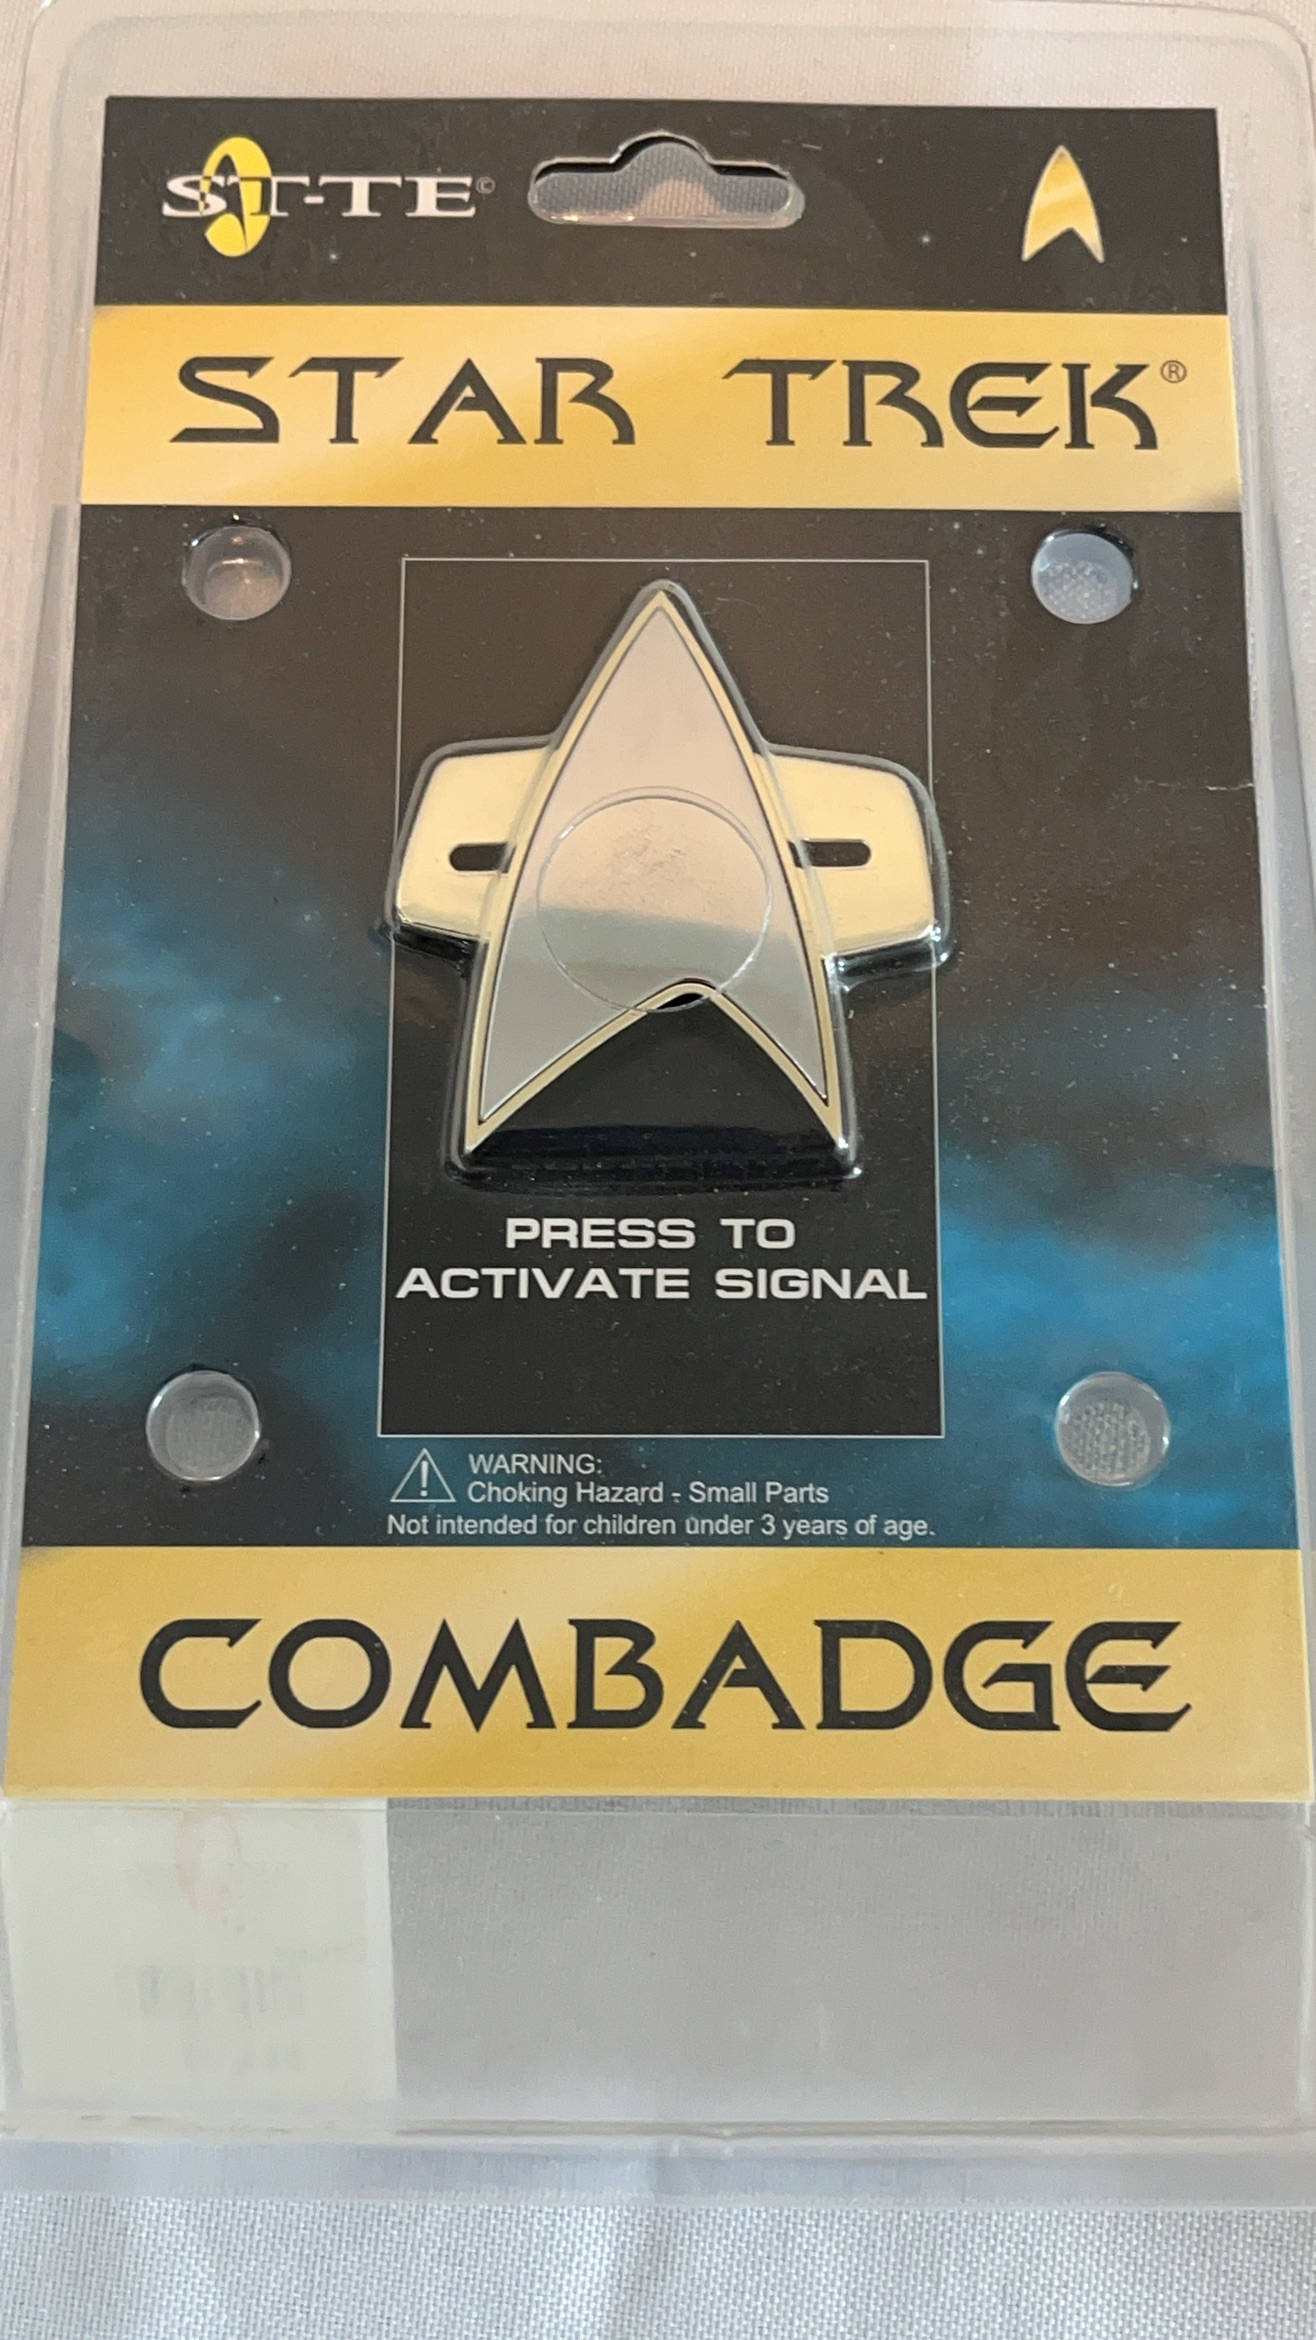 ST-TE©
STAR TREK®
PRESS TO
ACTIVATE SIGNAL
WARNING:
Choking Hazard - Small Parts
Not intended for children under 3 years of age.
COMBADGE